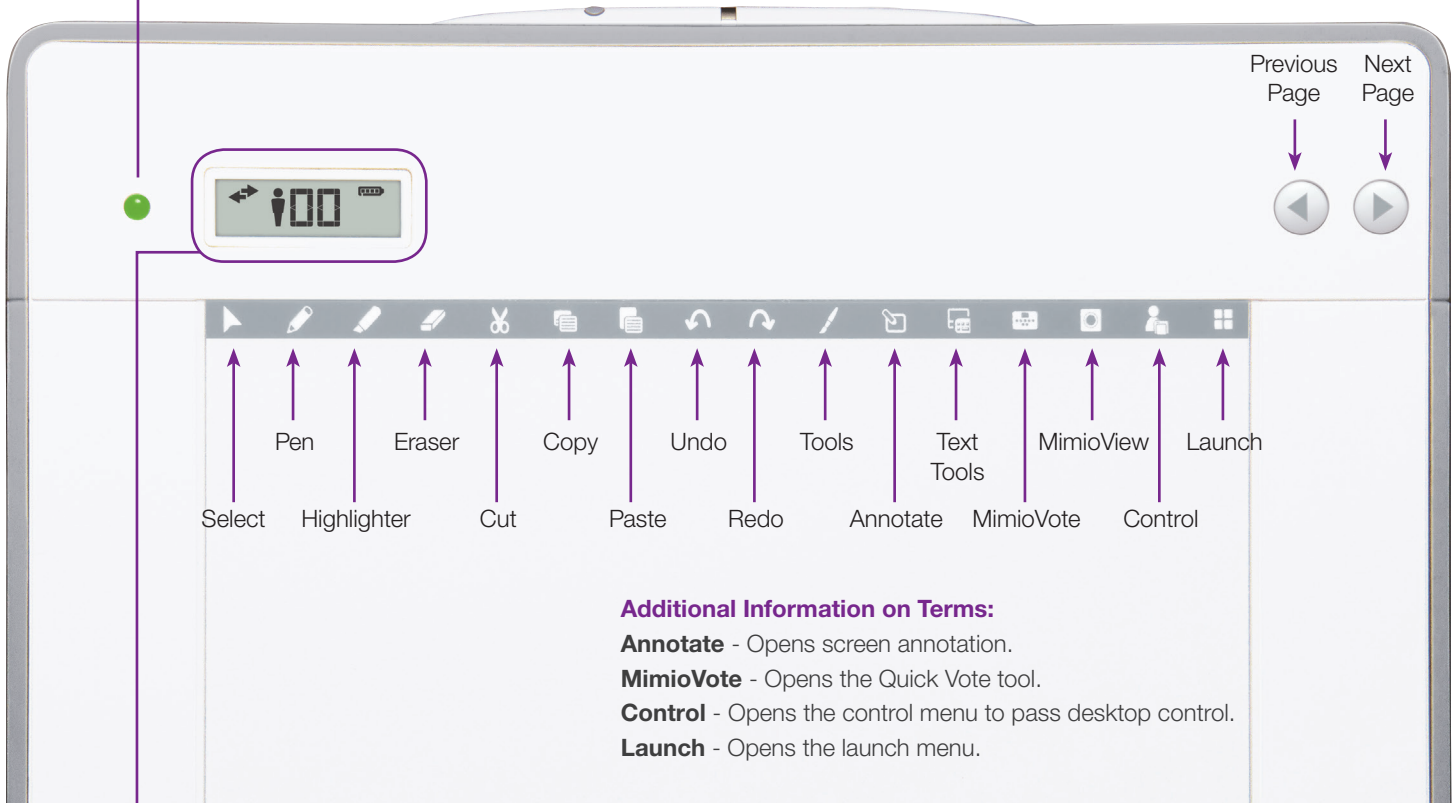 Previous Page
Next Page
00
Pen
Eraser
Copy
Undo
Tools
Text Tools
MimioView
Launch
Select
Highlighter
Cut
Paste
Redo
Annotate
MimioVote
Control
Additional Information on Terms:
Annotate - Opens screen annotation.
MimioVote - Opens the Quick Vote tool.
Control - Opens the control menu to pass desktop control.
Launch - Opens the launch menu.